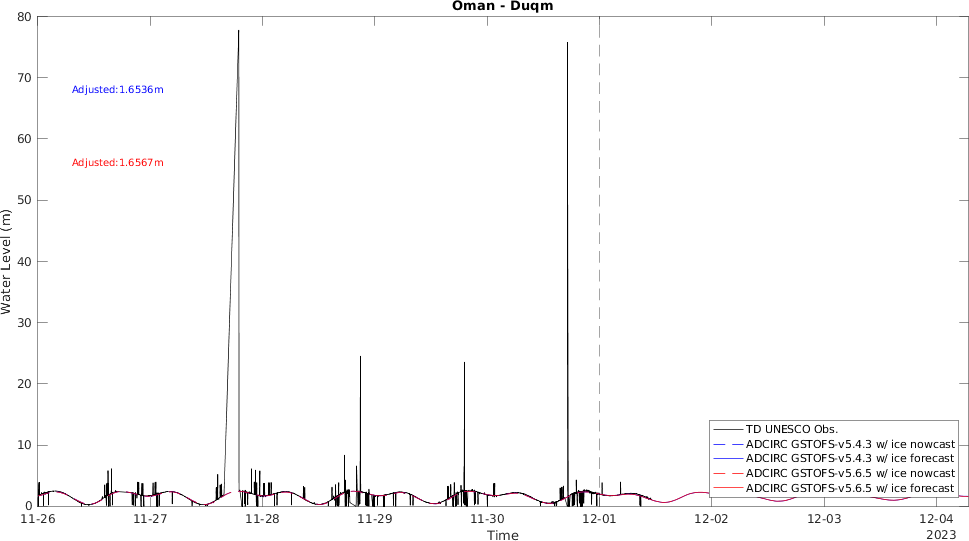 Oman - Duqm
80
70
60
50
40
30
20
10
0
Water Level (m)
Adjusted:1.6536m
Adjusted:1.6567m
TD UNESCO Obs.
ADCIRC GSTOFS-v5.4.3 w/ ice nowcast
ADCIRC GSTOFS-v5.4.3 w/ ice forecast
ADCIRC GSTOFS-v5.6.5 w/ ice nowcast
ADCIRC GSTOFS-v5.6.5 w/ ice forecast
11-26 11-27 11-28 11-29 11-30 12-01 12-02 12-03 12-04
Time
2023